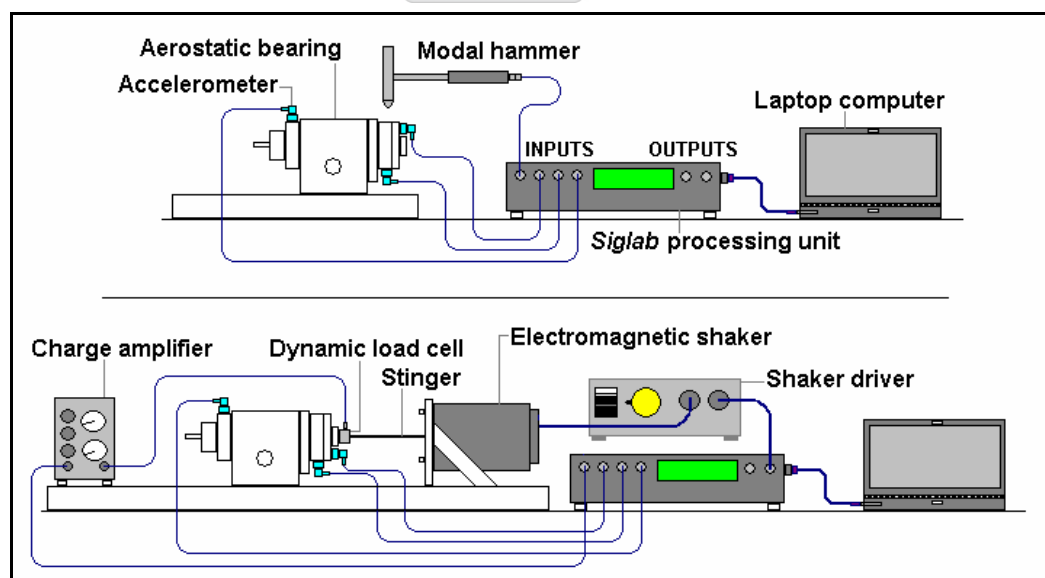 Aerostatic bearing
Modal hammer
Accelerometer
Laptop computer
INPUTS
OUTPUTS
Siglab processing unit
Electromagnetic shaker
Charge amplifier
Dynamic load cell
Stinger
Shaker driver